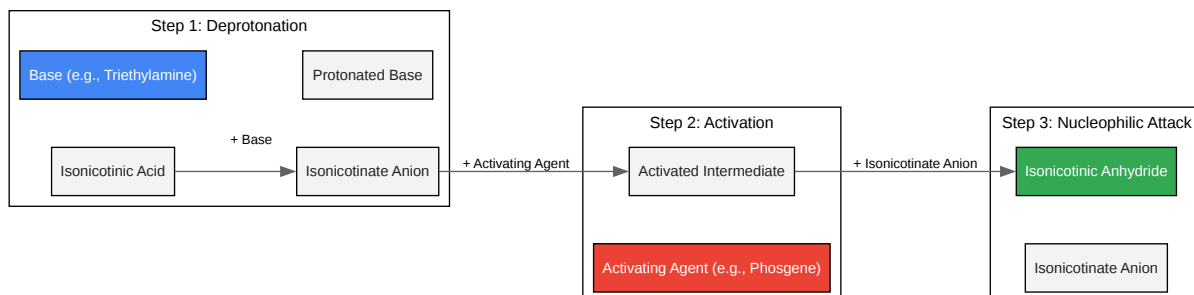 Step 1: Deprotonation
Base (e.g., Triethylamine)
Protonated Base
+ Base
Isonicotinic Acid
Isonicotinate Anion
+ Activating Agent
Step 2: Activation
Activated Intermediate
Activating Agent (e.g., Phosgene)
+ Isonicotinate Anion
Step 3: Nucleophilic Attack
Isonicotinic Anhydride
Isonicotinate Anion